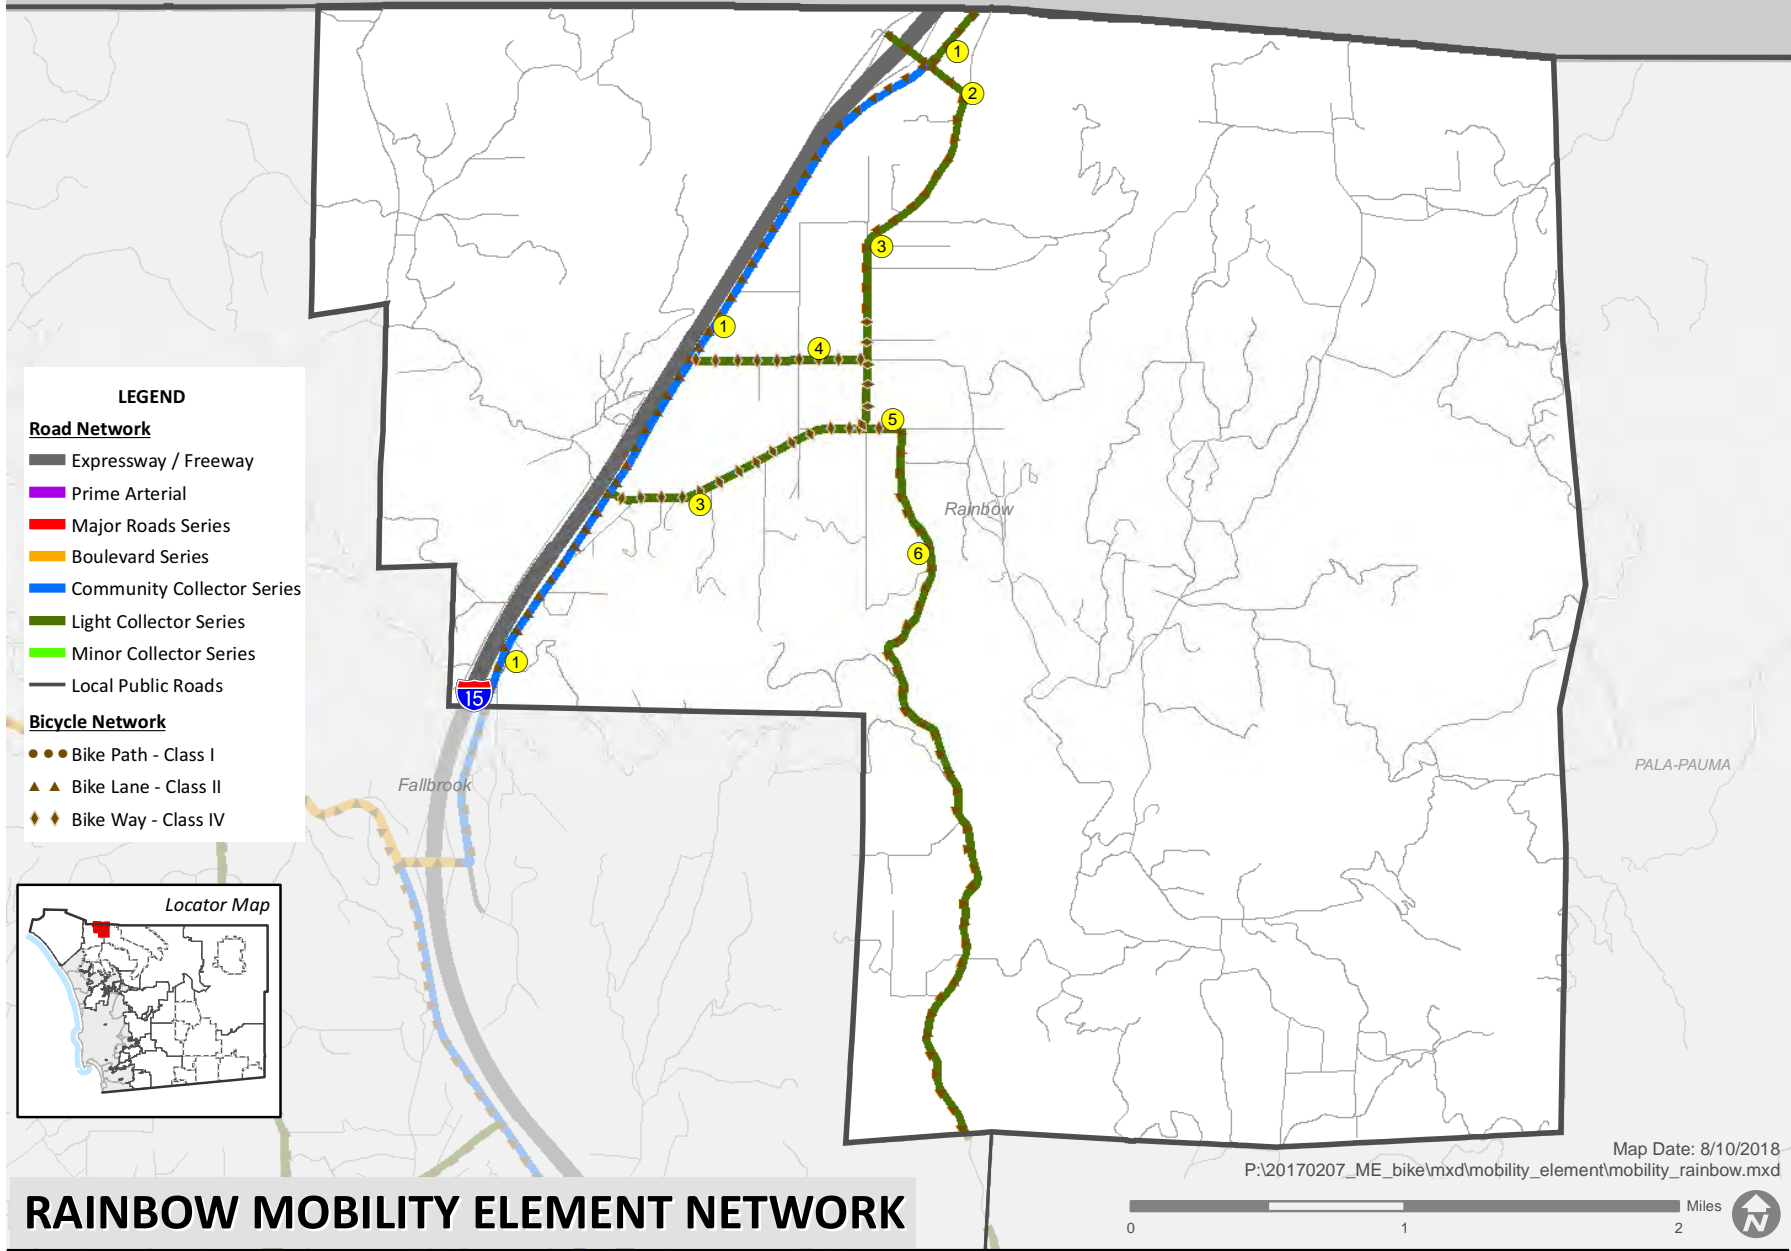 1
2
3
1
4
5
3
Rainbow
6
1
15
LEGEND
Road Network
Expressway / Freeway
Prime Arterial
Major Roads Series
Boulevard Series
Community Collector Series
Light Collector Series
Minor Collector Series
Local Public Roads
Bicycle Network
Bike Path - Class I
Bike Lane - Class II
Bike Way - Class IV
Fallbrook
PALA-PAUMA
Locator Map
Map Date: 8/10/2018
P:\20170207_ME_bike\mxd\mobility_element\mobility_rainbow.mxd
RAINBOW MOBILITY ELEMENT NETWORK
Miles
0 1 2
N